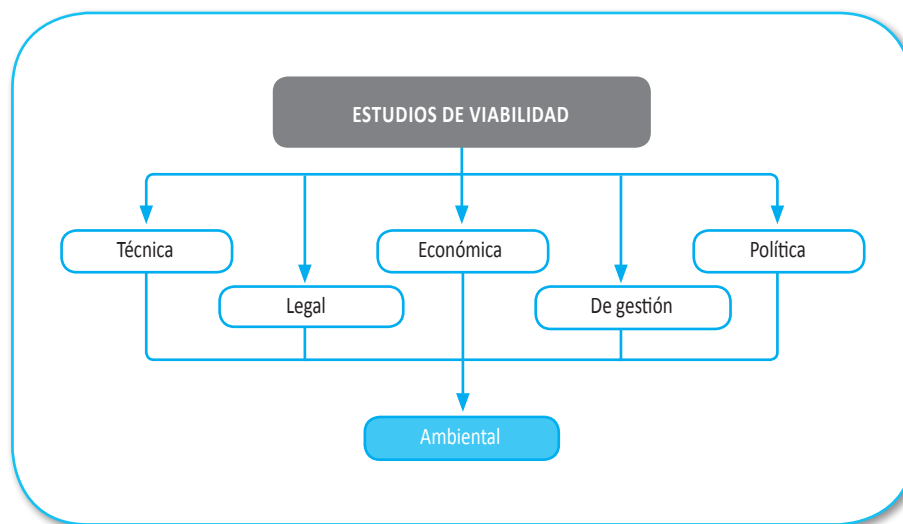 ESTUDIOS DE VIABILIDAD
Técnica
Económica
Política
Legal
De gestión
Ambiental